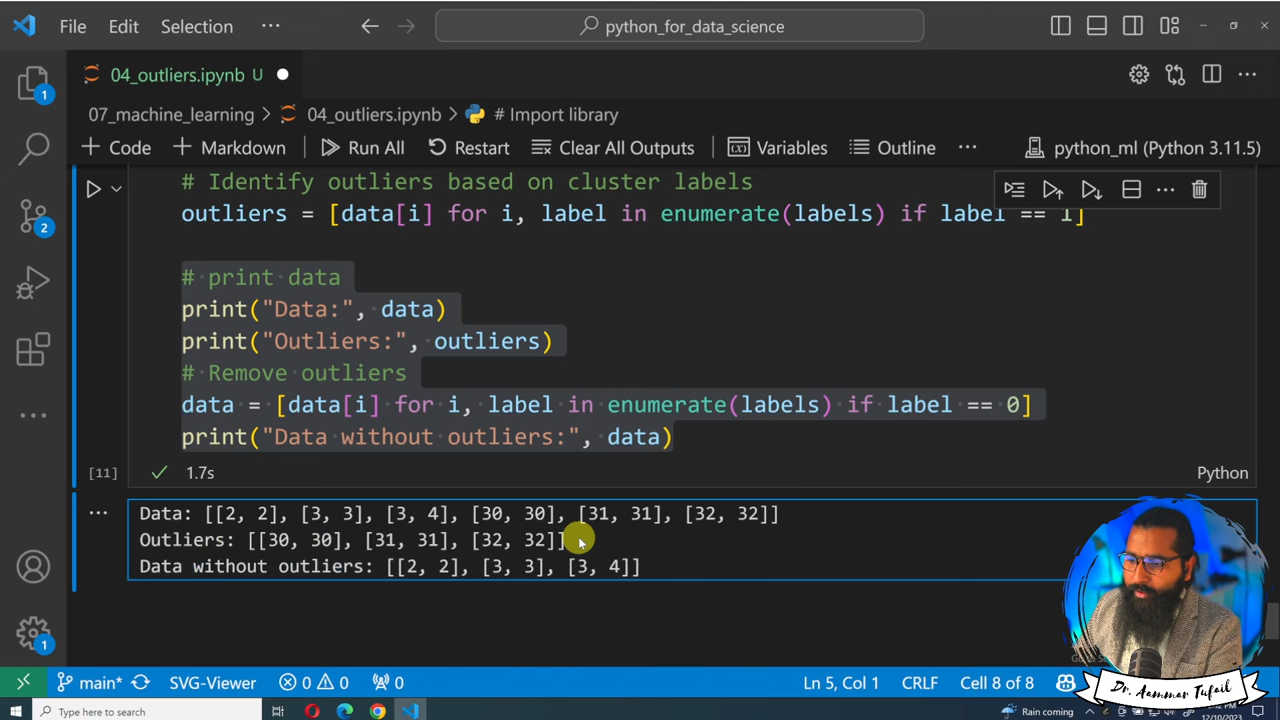 File Edit Selection ··· python_for_data_science
04_outliers.ipynb U
07_machine_learning > 04_outliers.ipynb > # Import library
+ Code + Markdown Run All Restart Clear All Outputs Variables Outline ··· python_ml (Python 3.11.5)
# Identify outliers based on cluster labels
outliers = [data[i] for i, label in enumerate(labels) if label == 1]
# print data
print("Data:", data)
print("Outliers:", outliers)
# Remove outliers
data = [data[i] for i, label in enumerate(labels) if label == 0]
print("Data without outliers:", data)
[11] 1.7s Python
Data: [[2, 2], [3, 3], [3, 4], [30, 30], [31, 31], [32, 32]]
Outliers: [[30, 30], [31, 31], [32, 32]]
Data without outliers: [[2, 2], [3, 3], [3, 4]]
1
2
1
main* SVG-Viewer 0 0 0 Ln 5, Col 1 CRLF Cell 8 of 8
Dr. Aammar Tufail
Type here to search Rain coming 12/10/2023